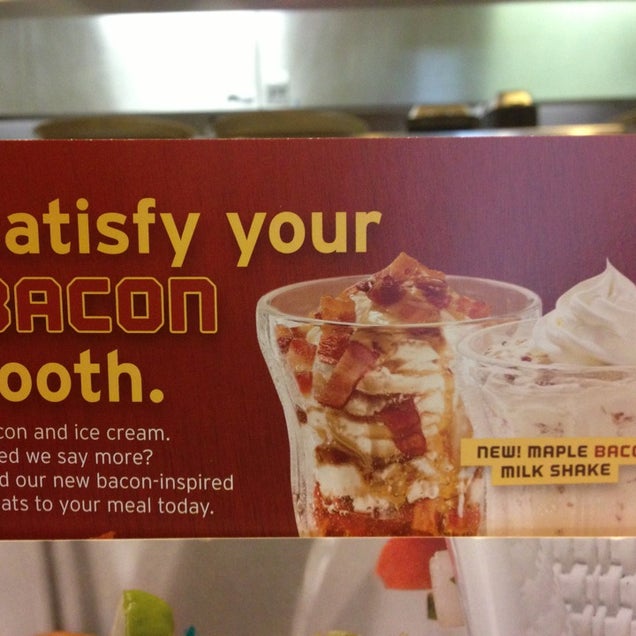 atisfy your
BACON
ooth.
con and ice cream.
ed we say more?
d our new bacon-inspired
ats to your meal today.
NEW! MAPLE BACO
MILK SHAKE